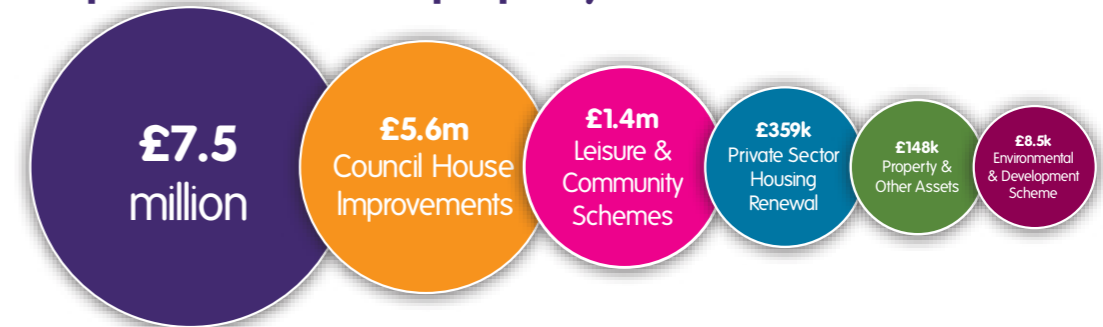 £7.5
million
£5.6m
Council House
Improvements
£1.4m
Leisure &
Community
Schemes
£359k
Private Sector
Housing
Renewal
£148k
Property &
Other Assets
£8.5k
Environmental
& Development
Scheme